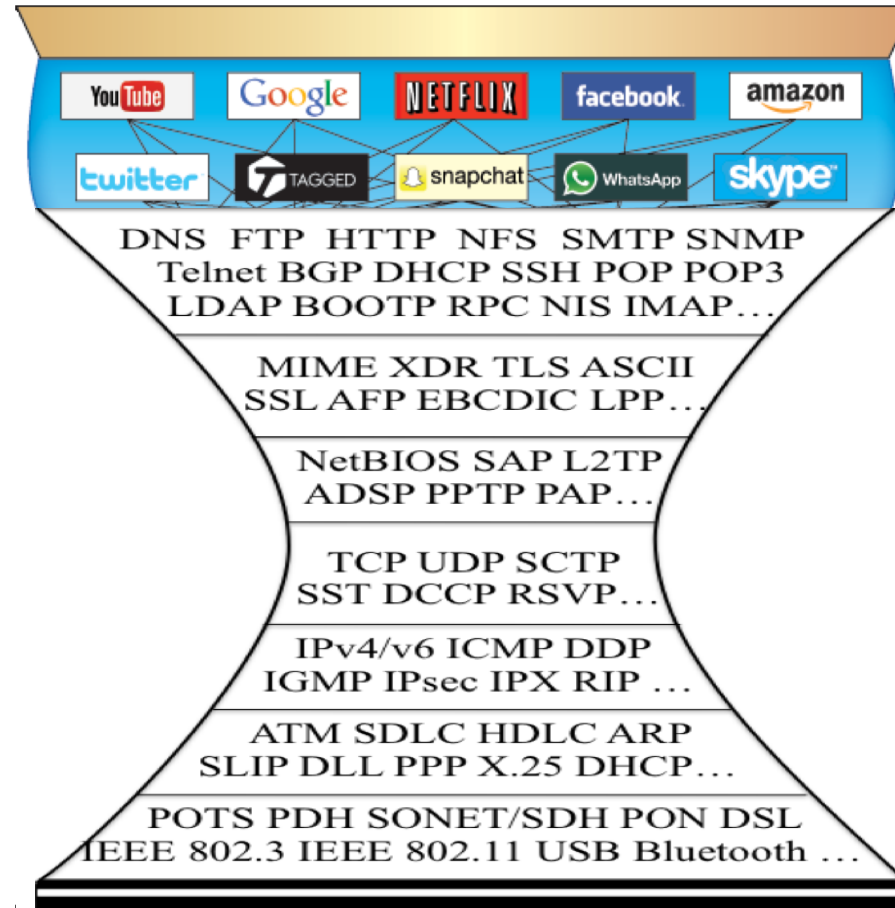 YouTube Google NETFLIX facebook. amazon
twitter TAGGED snapchat WhatsApp skype™
DNS FTP HTTP NFS SMTP SNMP
Telnet BGP DHCP SSH POP POP3
LDAP BOOTP RPC NIS IMAP…
MIME XDR TLS ASCII
SSL AFP EBCDIC LPP…
NetBIOS SAP L2TP
ADSP PPTP PAP…
TCP UDP SCTP
SST DCCP RSVP…
IPv4/v6 ICMP DDP
IGMP IPsec IPX RIP …
ATM SDLC HDLC ARP
SLIP DLL PPP X.25 DHCP…
POTS PDH SONET/SDH PON DSL
IEEE 802.3 IEEE 802.11 USB Bluetooth …